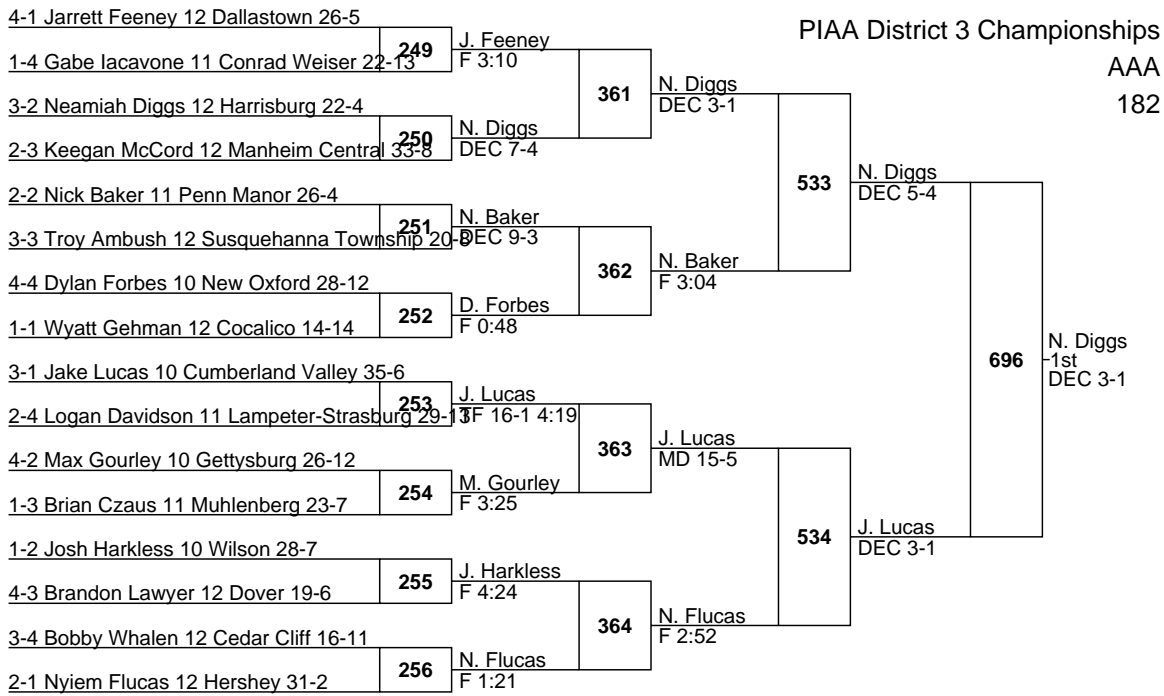 PIAA District 3 Championships
AAA
182
4-1 Jarrett Feeney 12 Dallastown 26-5
249
J. Feeney
F 3:10
1-4 Gabe Iacavone 11 Conrad Weiser 22-13
361
N. Diggs
DEC 3-1
3-2 Neamiah Diggs 12 Harrisburg 22-4
250
N. Diggs
DEC 7-4
2-3 Keegan McCord 12 Manheim Central 33-8
533
N. Diggs
DEC 5-4
2-2 Nick Baker 11 Penn Manor 26-4
251
N. Baker
DEC 9-3
3-3 Troy Ambush 12 Susquehanna Township 20-8
362
N. Baker
F 3:04
4-4 Dylan Forbes 10 New Oxford 28-12
252
D. Forbes
F 0:48
1-1 Wyatt Gehman 12 Cocalico 14-14
696
N. Diggs
1st
DEC 3-1
3-1 Jake Lucas 10 Cumberland Valley 35-6
253
J. Lucas
TF 16-1 4:19
2-4 Logan Davidson 11 Lampeter-Strasburg 29-13
363
J. Lucas
MD 15-5
4-2 Max Gourley 10 Gettysburg 26-12
254
M. Gourley
F 3:25
1-3 Brian Czaus 11 Muhlenberg 23-7
534
J. Lucas
DEC 3-1
1-2 Josh Harkless 10 Wilson 28-7
255
J. Harkless
F 4:24
4-3 Brandon Lawyer 12 Dover 19-6
364
N. Flucas
F 2:52
3-4 Bobby Whalen 12 Cedar Cliff 16-11
256
N. Flucas
F 1:21
2-1 Nyiem Flucas 12 Hershey 31-2